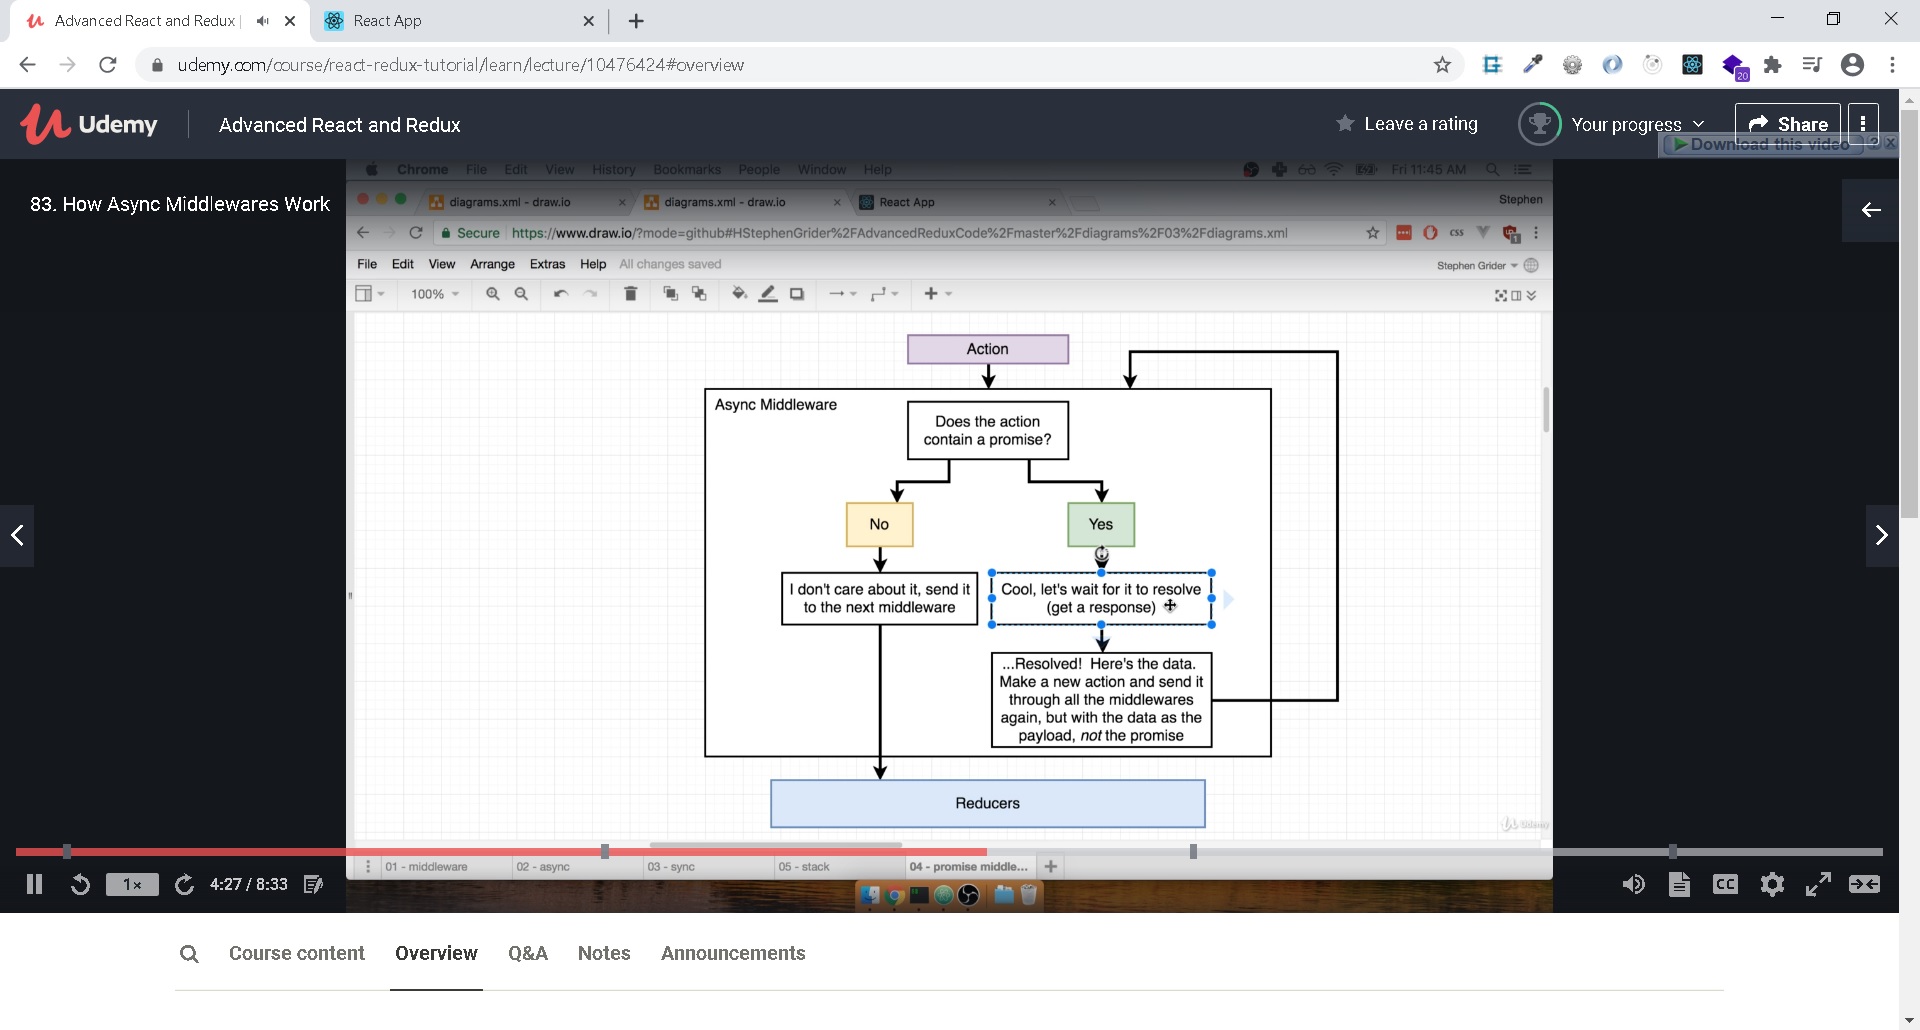 Advanced React and Redux
React App
udemy.com/course/react-redux-tutorial/learn/lecture/10476424#overview
20
Udemy
Advanced React and Redux
Leave a rating
Your progress
Share
Download this video
? X
83. How Async Middlewares Work
Chrome File Edit View History Bookmarks People Window Help
Fri 11:45 AM
diagrams.xml - draw.io
diagrams.xml - draw.io
React App
Stephen
Secure
https://www.draw.io/?mode=github#HStephenGrider%2FAdvancedReduxCode%2Fmaster%2Fdiagrams%2F03%2Fdiagrams.xml
css
1
File Edit View Arrange Extras Help All changes saved
Stephen Grider
100%
Action
Async Middleware
Does the action
contain a promise?
No
Yes
I don't care about it, send it
to the next middleware
Cool, let's wait for it to resolve
(get a response)
...Resolved! Here's the data.
Make a new action and send it
through all the middlewares
again, but with the data as the
payload, not the promise
Reducers
Udemy
01 - middleware
02 - async
03 - sync
05 - stack
04 - promise middle...
1x
4:27 / 8:33
CC
Course content
Overview
Q&A
Notes
Announcements